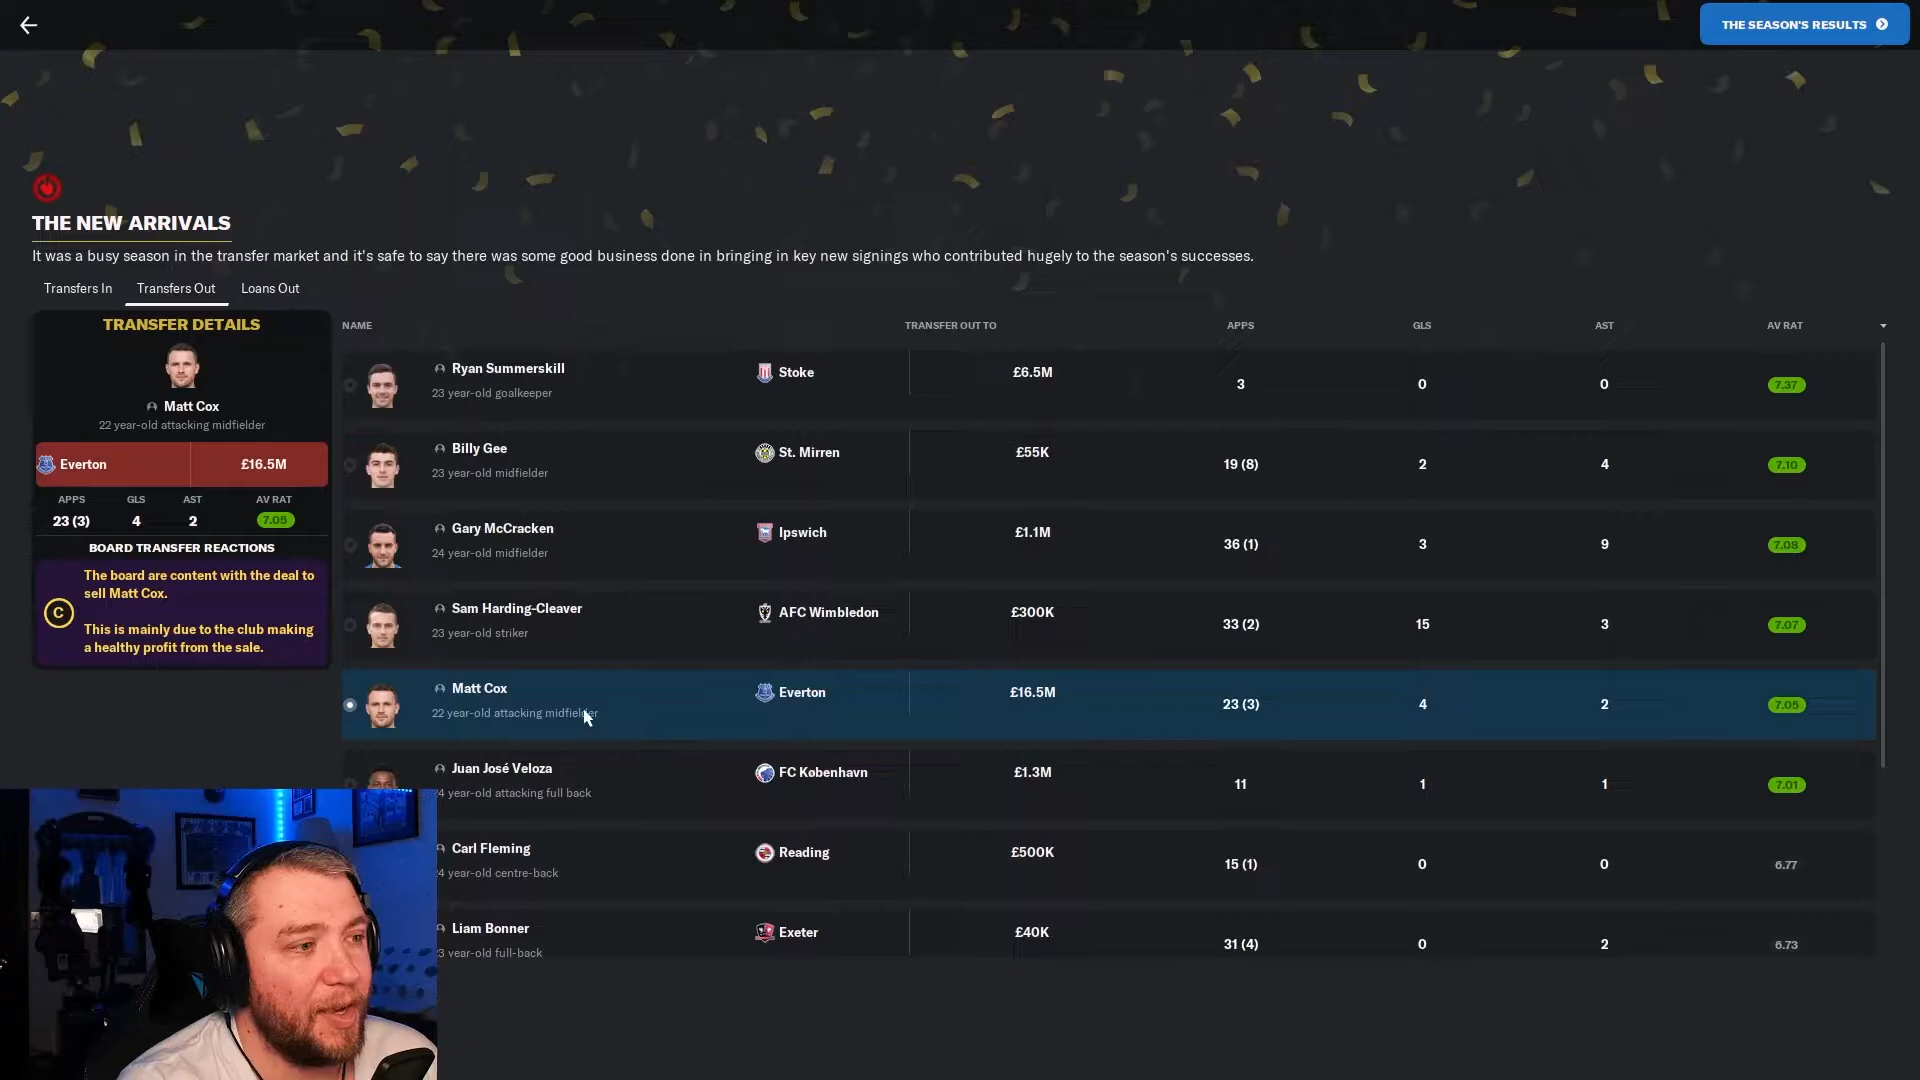 THE SEASON'S RESULTS
THE NEW ARRIVALS
It was a busy season in the transfer market and it's safe to say there was some good business done in bringing in key new signings who contributed hugely to the season's successes.
Transfers In Transfers Out Loans Out
TRANSFER DETAILS
Matt Cox
22 year-old attacking midfielder
Everton £16.5M
APPS GLS AST AV RAT
23 (3) 4 2 7.05
BOARD TRANSFER REACTIONS
C
The board are content with the deal to
sell Matt Cox.
This is mainly due to the club making
a healthy profit from the sale.
NAME TRANSFER OUT TO APPS GLS AST AV RAT
Ryan Summerskill Stoke £6.5M 3 0 0 7.37
23 year-old goalkeeper
Billy Gee St. Mirren £55K 19 (8) 2 4 7.10
23 year-old midfielder
Gary McCracken Ipswich £1.1M 36 (1) 3 9 7.08
24 year-old midfielder
Sam Harding-Cleaver AFC Wimbledon £300K 33 (2) 15 3 7.07
23 year-old striker
Matt Cox Everton £16.5M 23 (3) 4 2 7.05
22 year-old attacking midfielder
Juan José Veloza FC København £1.3M 11 1 1 7.01
4 year-old attacking full back
Carl Fleming Reading £500K 15 (1) 0 0 6.77
4 year-old centre-back
Liam Bonner Exeter £40K 31 (4) 0 2 6.73
3 year-old full-back